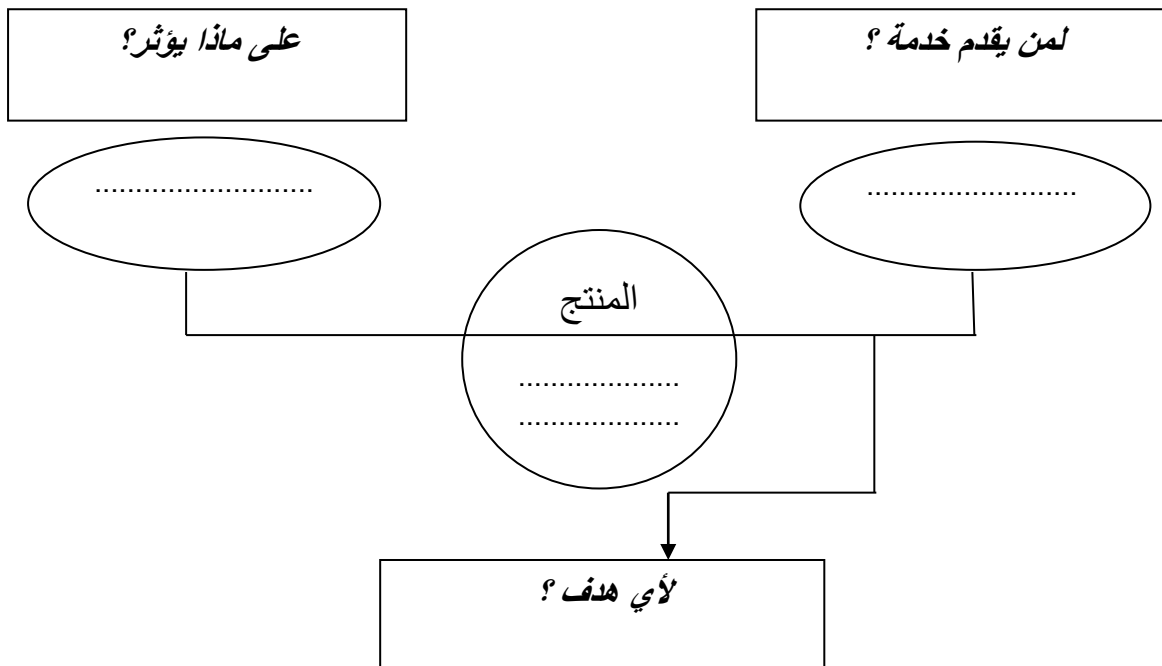 لمن يقدم خدمة ؟
على ماذا يؤثر؟
..........................
...........................
المنتج
....................
....................
لأي هدف ؟